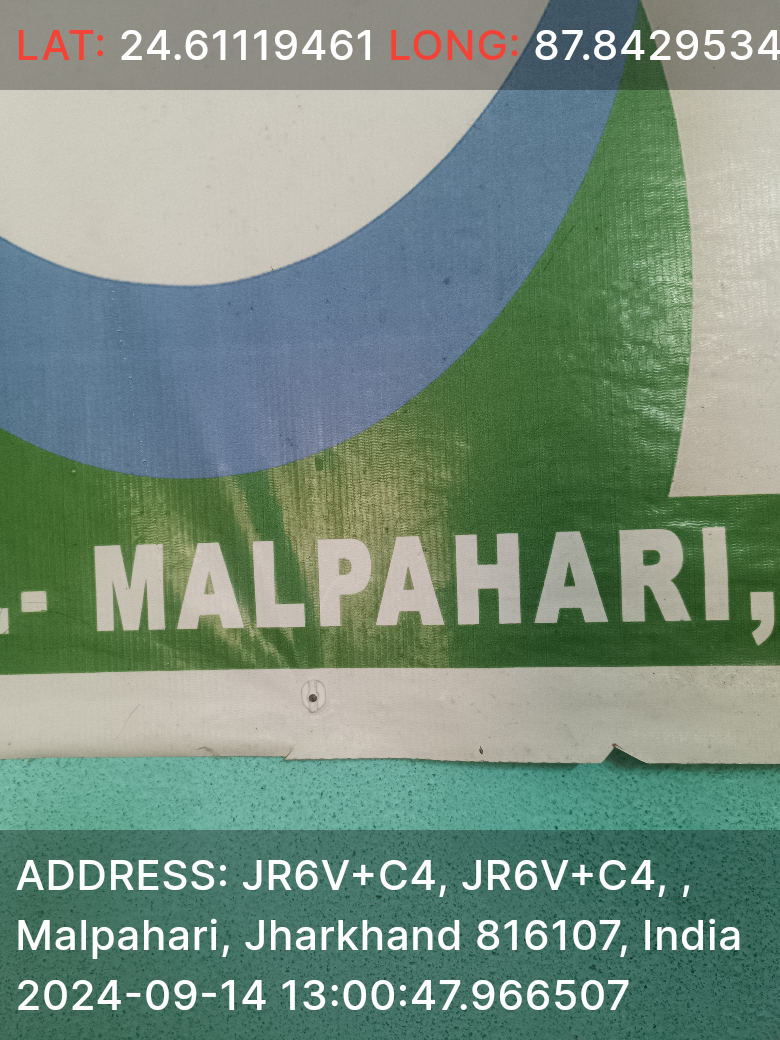 LAT: 24.61119461 LONG: 87.8429534
.- MALPAHARI,
ADDRESS: JR6V+C4, JR6V+C4, ,
Malpahari, Jharkhand 816107, India
2024-09-14 13:00:47.966507